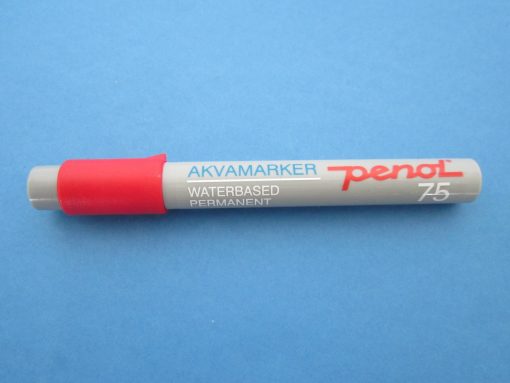 AKVAMARKER
WATERBASED
PERMANENT
penol
75